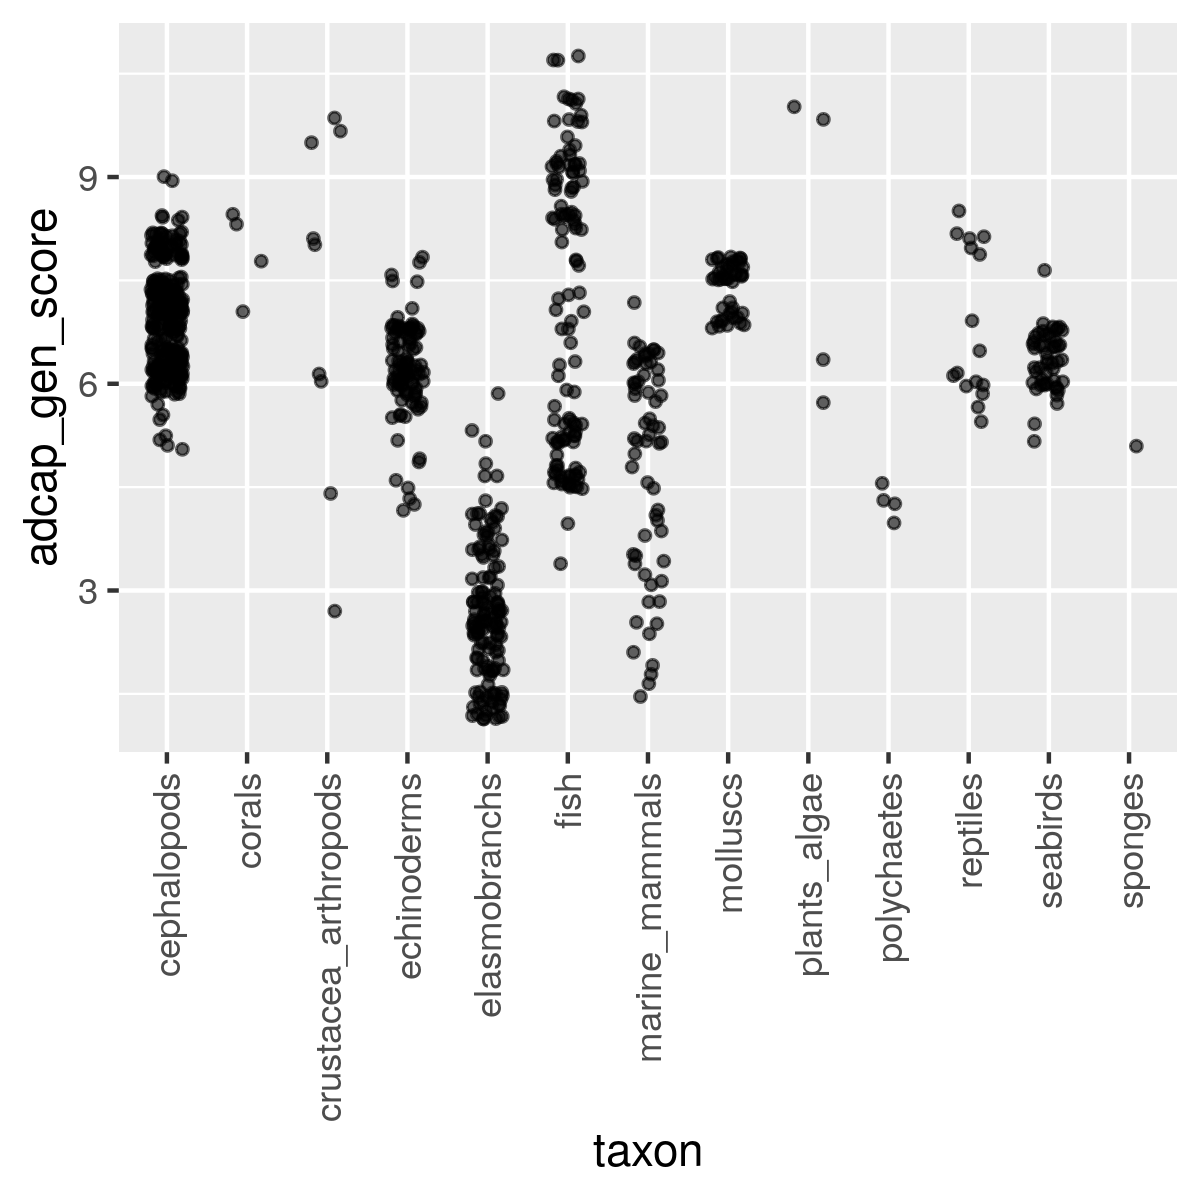 adcap_gen_score
9
6
3
cephalopods
corals
crustacea_arthropods
echinoderms
elasmobranchs
fish
marine_mammals
molluscs
plants_algae
polychaetes
reptiles
seabirds
sponges
taxon